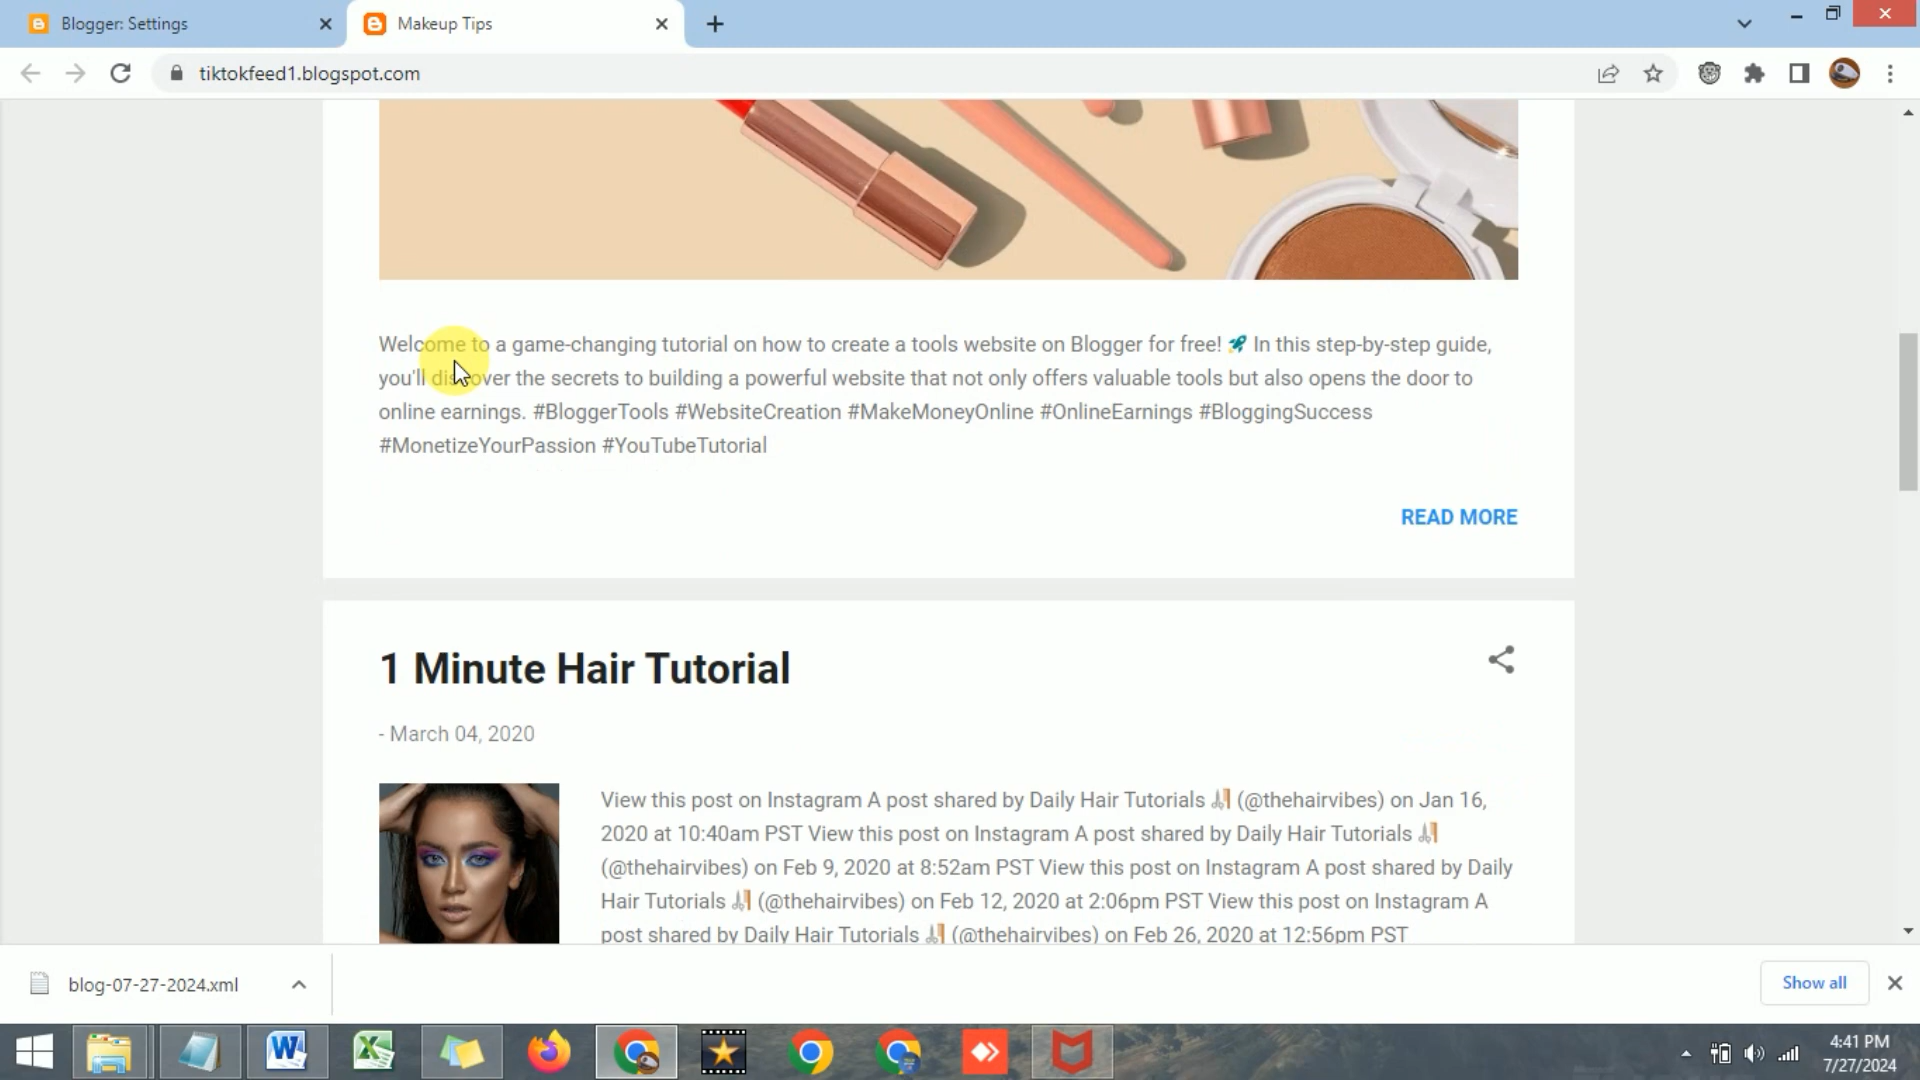 Blogger: Settings
Makeup Tips
tiktokfeed1.blogspot.com
Welcome to a game-changing tutorial on how to create a tools website on Blogger for free! 🚀 In this step-by-step guide,
you'll discover the secrets to building a powerful website that not only offers valuable tools but also opens the door to
online earnings. #BloggerTools #WebsiteCreation #MakeMoneyOnline #OnlineEarnings #BloggingSuccess
#MonetizeYourPassion #YouTubeTutorial
READ MORE
1 Minute Hair Tutorial
- March 04, 2020
View this post on Instagram A post shared by Daily Hair Tutorials (@thehairvibes) on Jan 16,
2020 at 10:40am PST View this post on Instagram A post shared by Daily Hair Tutorials
(@thehairvibes) on Feb 9, 2020 at 8:52am PST View this post on Instagram A post shared by Daily
Hair Tutorials (@thehairvibes) on Feb 12, 2020 at 2:06pm PST View this post on Instagram A
post shared by Daily Hair Tutorials (@thehairvibes) on Feb 26, 2020 at 12:56pm PST
blog-07-27-2024.xml
Show all
4:41 PM
7/27/2024